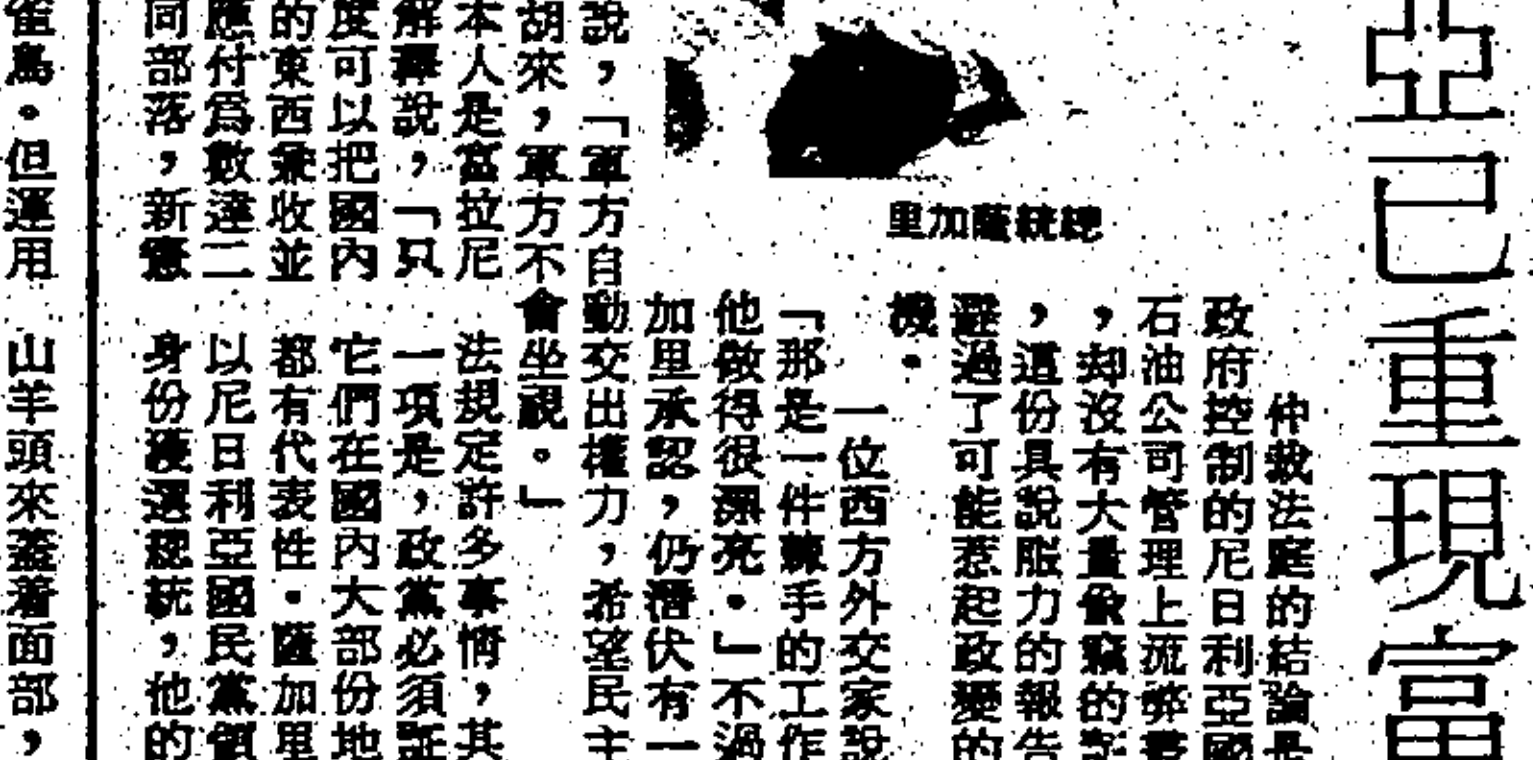 亞已重現富
里加薩統總
仲裁法庭的結論是
政府控制的尼日利亞國
石油公司管理上流弊叢
，却沒有大量偷竊的記
，這份具說服力的報告
避過了可能惹起政變的
機。
一位西方外交家說
「那是一件棘手的工作
他做得很漂亮。」不過
加里承認，仍潛伏有一
說，「軍方自動交出權力，希望民主
胡來，軍方不會坐視。」
本人是富拉尼
解釋說，「只
度可以把國內
的東西兼收並
應付爲數達二
同部落，新憲
法規定許多事情，其
一項是，政黨必須証
它們在國內大部份地
都有代表性。薩加里
以尼日利亞國民黨領
身份獲選總統，他的
雀鳥。但運用
山羊頭來蓋着面部，